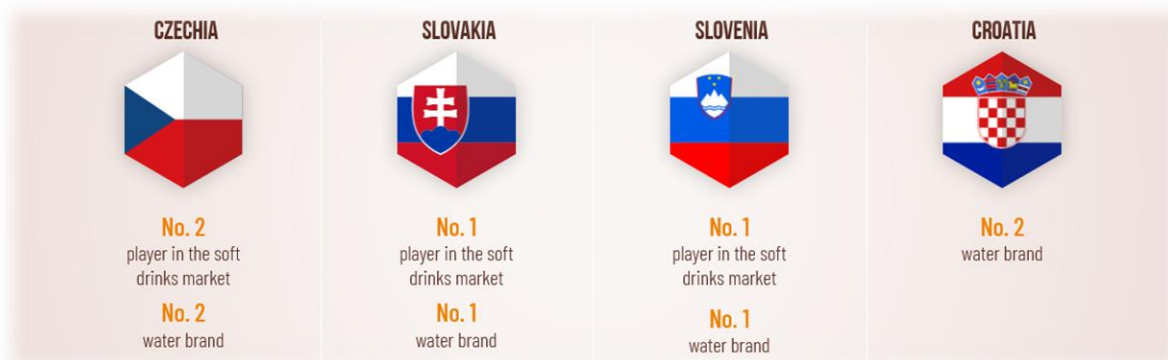 CZECHIA
No. 2
player in the soft
drinks market
No. 2
water brand
SLOVAKIA
No. 1
player in the soft
drinks market
No. 1
water brand
SLOVENIA
No. 1
player in the soft
drinks market
No. 1
water brand
CROATIA
No. 2
water brand